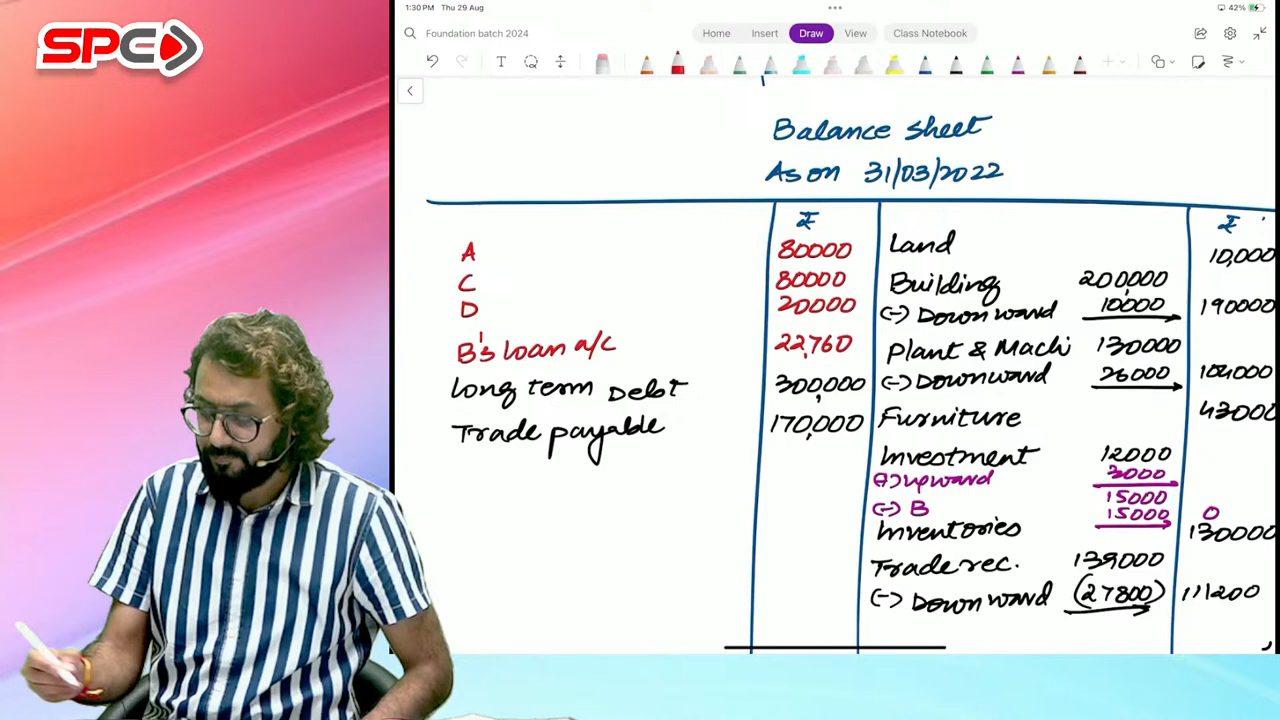 SPC
1:30 PM Thu 29 Aug
42%
Foundation batch 2024
Home Insert Draw View Class Notebook
Balance sheet
As on 31/03/2022
₹ ₹
A 80000 Land 10,000
C 80000 Building 200,000
D 20000 (-) Downward 10000 190000
B's loan a/c 22,760 Plant & Machi 130000
Long term Debt 300,000 (-) Downward 26000 104000
Trade payable 170,000 Furniture 43000
Investment 12000
(+) upward 3000
15000
(-) B 15000 0
Inventories 130000
Trade rec. 139000
(-) Downward (27800) 111200